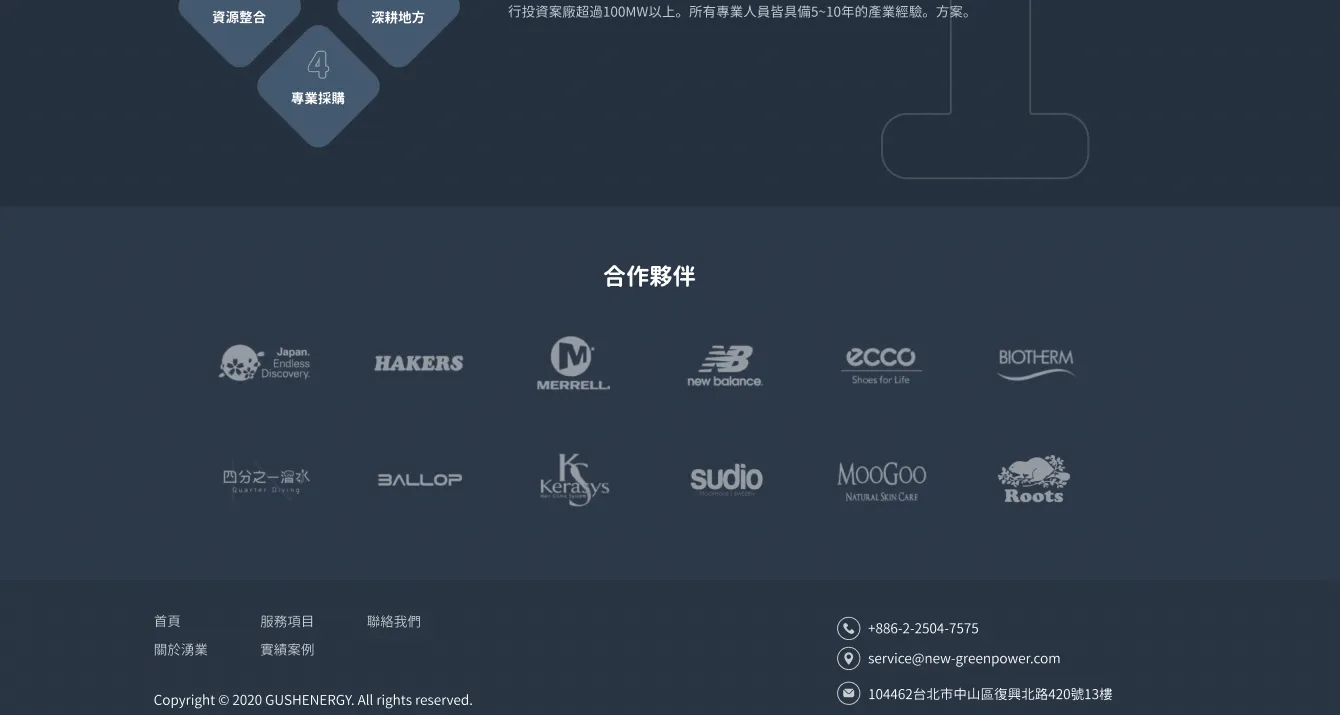 資源整合
深耕地方
行投資案廠超過100MW以上。所有專業人員皆具備5~10年的產業經驗。方案。
4
專業採購
合作夥伴
Japan.
Endless
Discovery.
HAKERS
MERRELL
new balance
ecco
Shoes for Life
BIOTHERM
四分之一溜水
Quarter Diving
BALLOP
KS
Kerasys
Hair Clinic System
sudio
MOOGOO
NATURAL SKIN CARE
Roots
首頁
服務項目
聯絡我們
關於湧業
實績案例
Copyright © 2020 GUSHENERGY. All rights reserved.
+886-2-2504-7575
service@new-greenpower.com
104462台北市中山區復興北路420號13樓